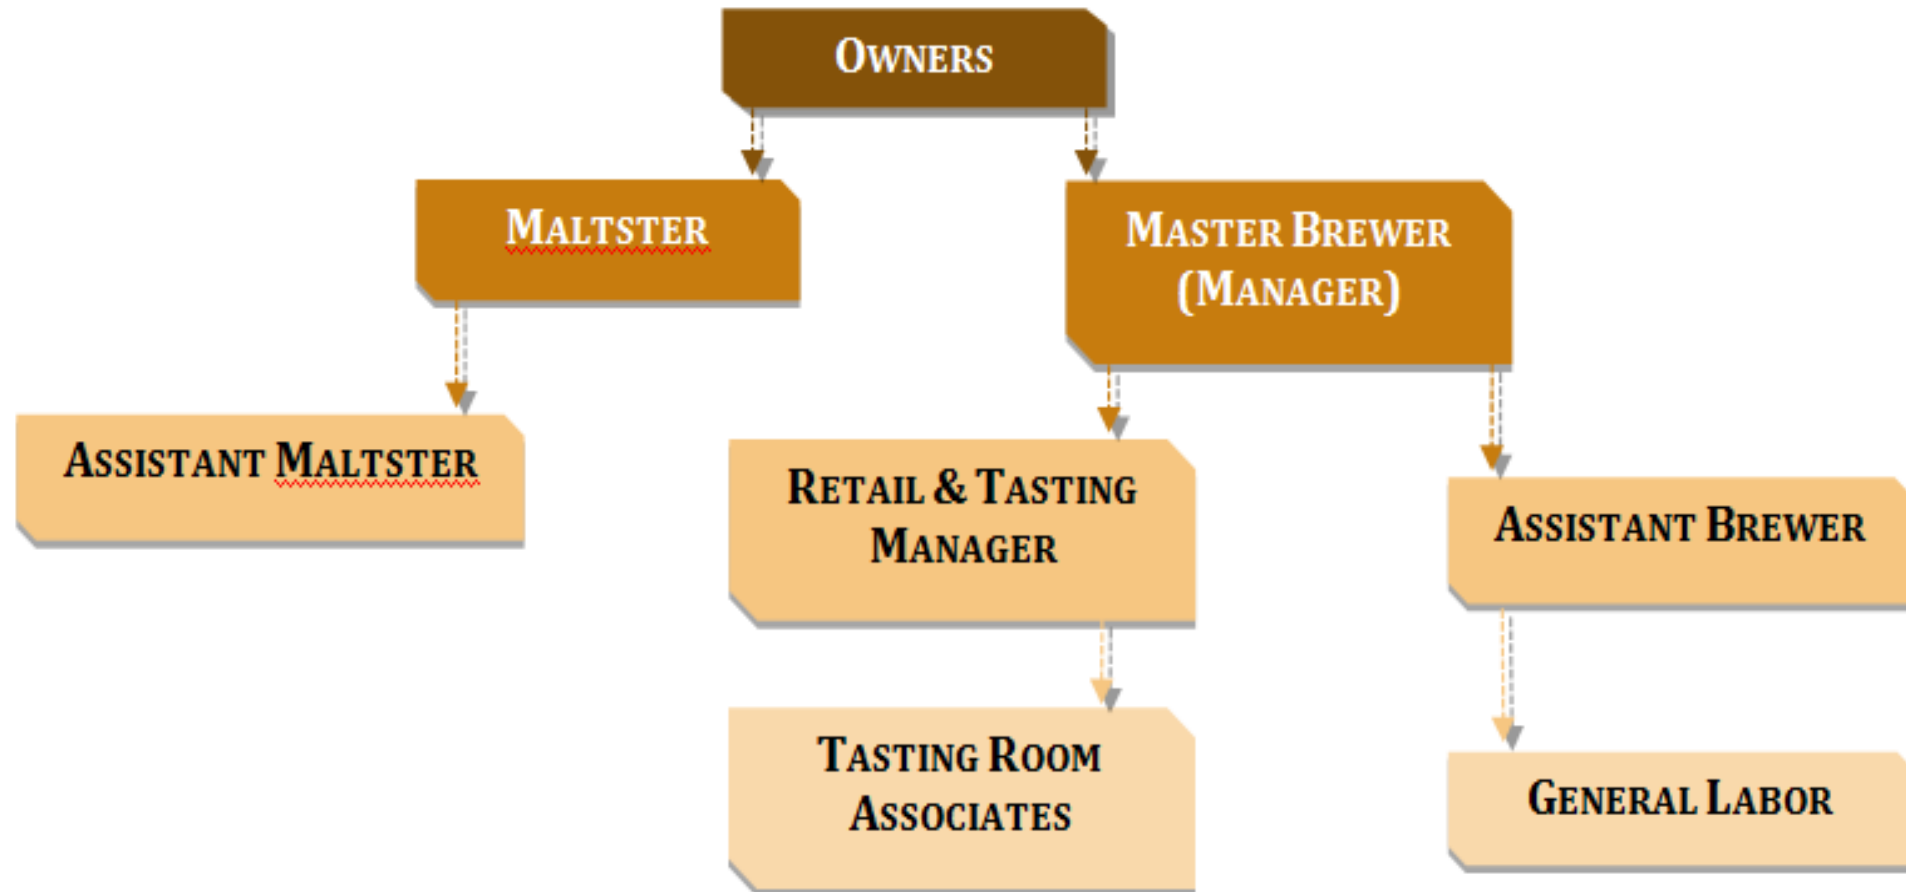 OWNERS
MALTSTER
MASTER BREWER
(MANAGER)
ASSISTANT MALTSTER
RETAIL & TASTING
MANAGER
ASSISTANT BREWER
TASTING ROOM
ASSOCIATES
GENERAL LABOR